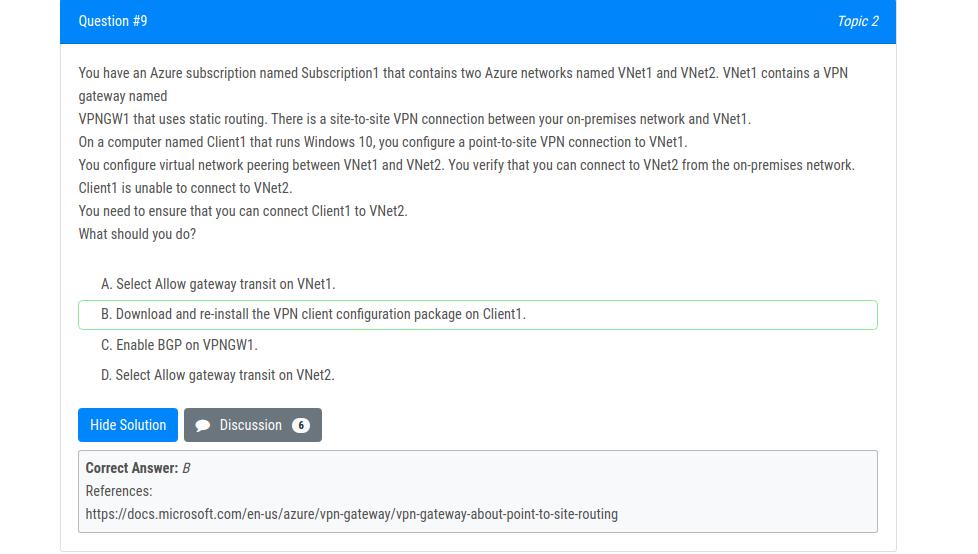 Question #9
Topic 2
You have an Azure subscription named Subscription1 that contains two Azure networks named VNet1 and VNet2. VNet1 contains a VPN
gateway named
VPNGW1 that uses static routing. There is a site-to-site VPN connection between your on-premises network and VNet1.
On a computer named Client1 that runs Windows 10, you configure a point-to-site VPN connection to VNet1.
You configure virtual network peering between VNet1 and VNet2. You verify that you can connect to VNet2 from the on-premises network.
Client1 is unable to connect to VNet2.
You need to ensure that you can connect Client1 to VNet2.
What should you do?
A. Select Allow gateway transit on VNet1.
B. Download and re-install the VPN client configuration package on Client1.
C. Enable BGP on VPNGW1.
D. Select Allow gateway transit on VNet2.
Hide Solution
Discussion 6
Correct Answer: B
References:
https://docs.microsoft.com/en-us/azure/vpn-gateway/vpn-gateway-about-point-to-site-routing